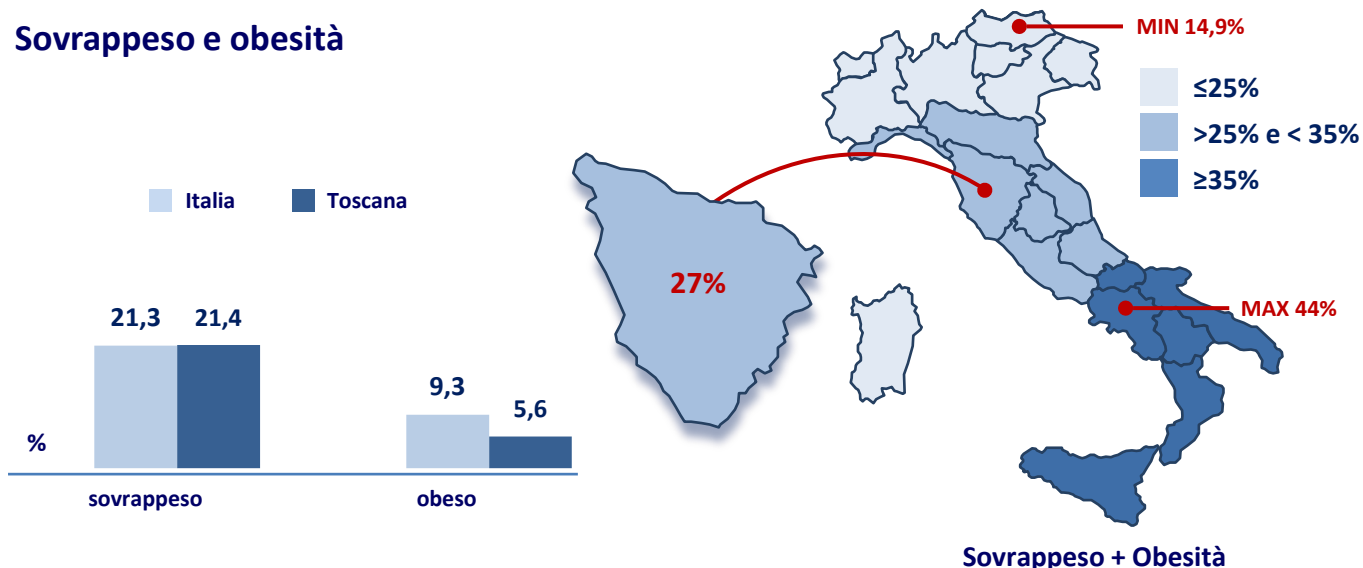 Sovrappeso e obesità
MIN 14,9%
≤25%
>25% e < 35%
≥35%
Italia
Toscana
27%
MAX 44%
21,3
21,4
9,3
5,6
%
sovrappeso
obeso
Sovrappeso + Obesità